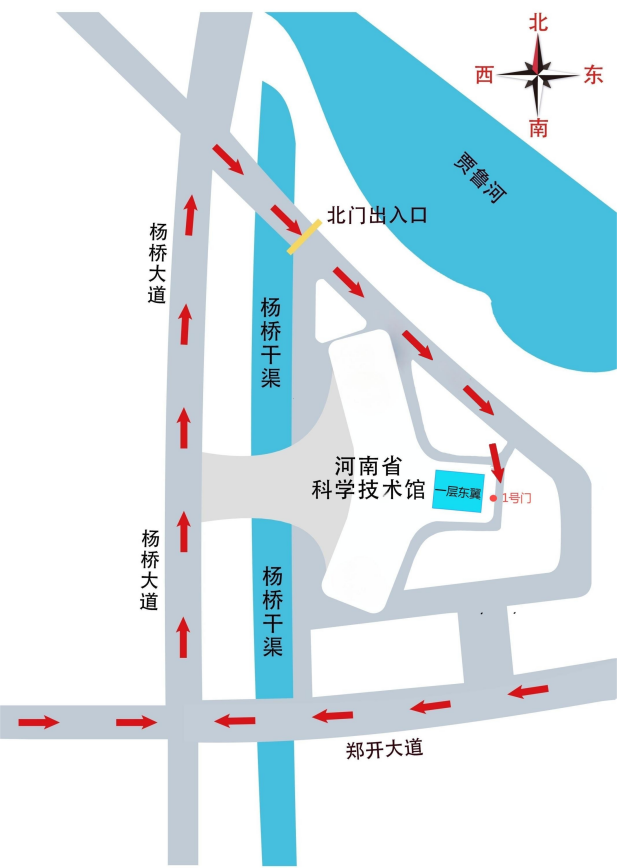 北
西
东
南
贾鲁河
北门出入口
杨桥大道
杨桥干渠
河南省
科学技术馆
一层东翼
1号门
杨桥大道
杨桥干渠
郑开大道